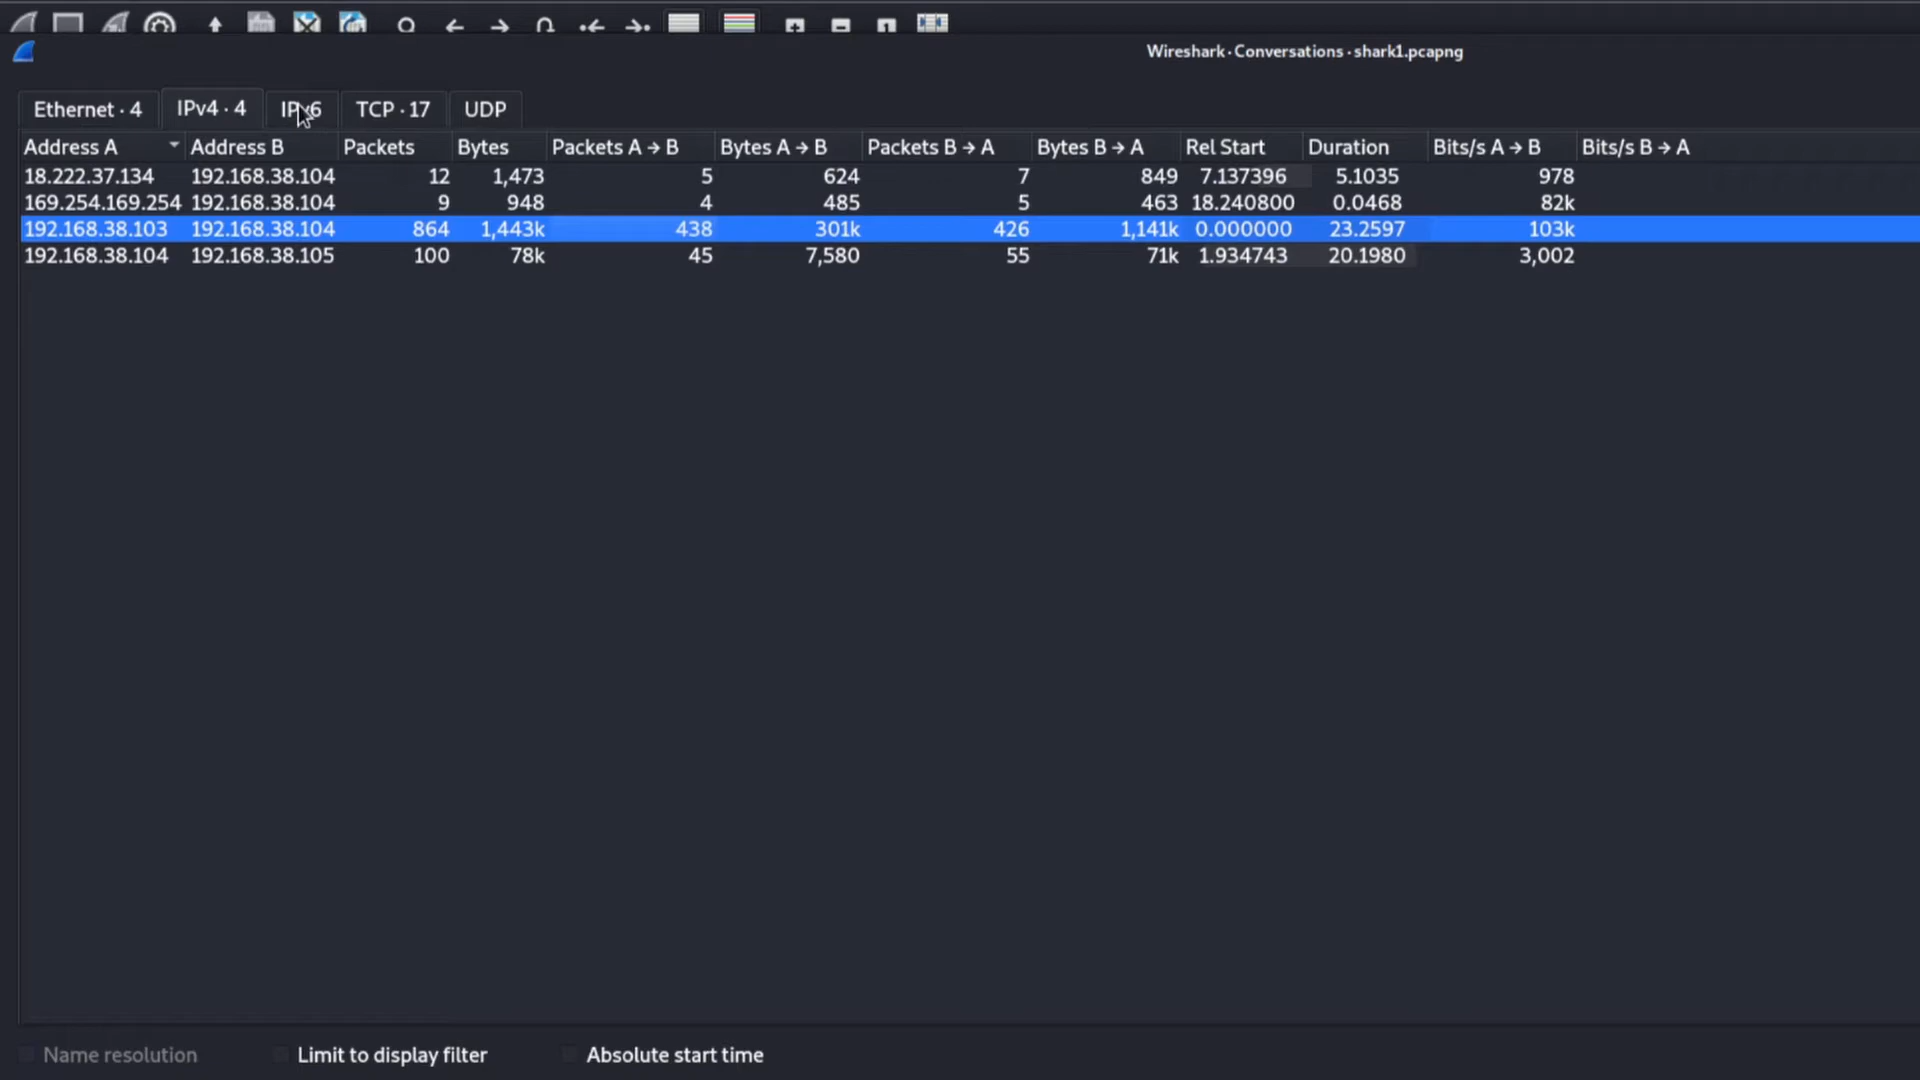 Wireshark · Conversations · shark1.pcapng
Ethernet · 4 IPv4 · 4 IPv6 TCP · 17 UDP
Address A Address B Packets Bytes Packets A → B Bytes A → B Packets B → A Bytes B → A Rel Start Duration Bits/s A → B Bits/s B → A
18.222.37.134 192.168.38.104 12 1,473 5 624 7 849 7.137396 5.1035 978
169.254.169.254 192.168.38.104 9 948 4 485 5 463 18.240800 0.0468 82k
192.168.38.103 192.168.38.104 864 1,443k 438 301k 426 1,141k 0.000000 23.2597 103k
192.168.38.104 192.168.38.105 100 78k 45 7,580 55 71k 1.934743 20.1980 3,002
Name resolution Limit to display filter Absolute start time